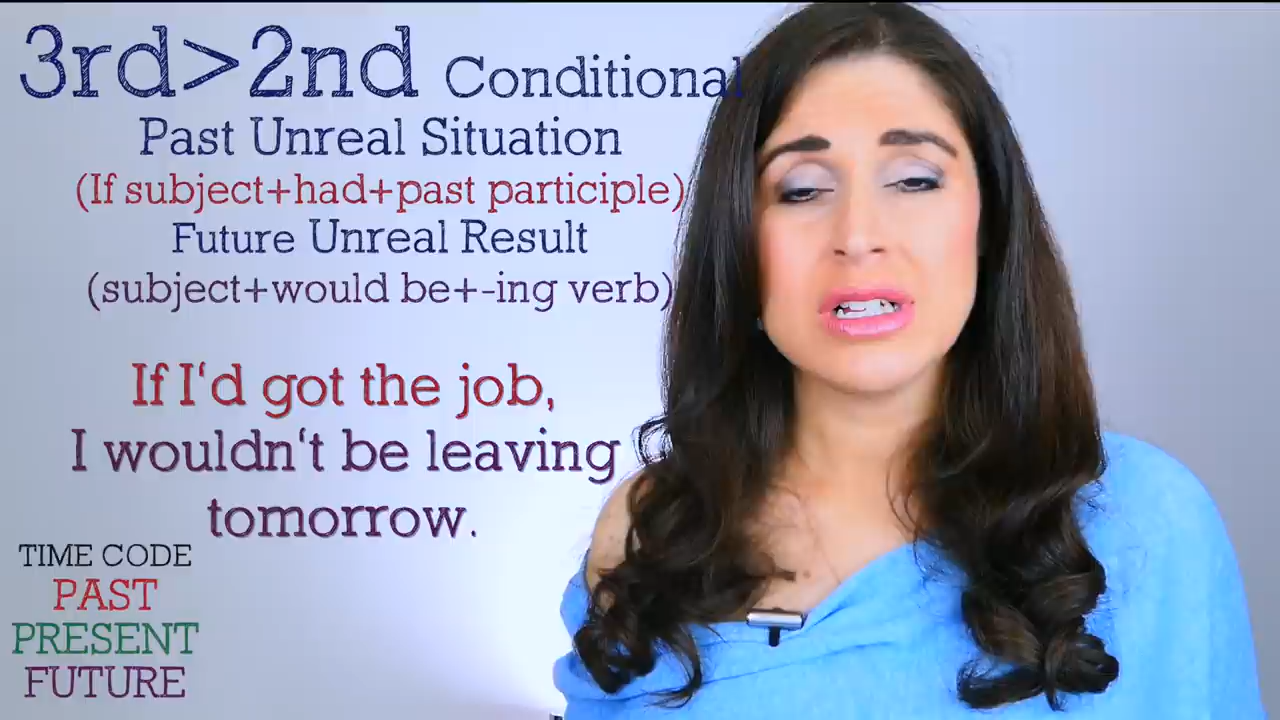 3rd>2nd Conditional
Past Unreal Situation
(If subject+had+past participle)
Future Unreal Result
(subject+would be+-ing verb)
If I'd got the job,
I wouldn't be leaving
tomorrow.
TIME CODE
PAST
PRESENT
FUTURE